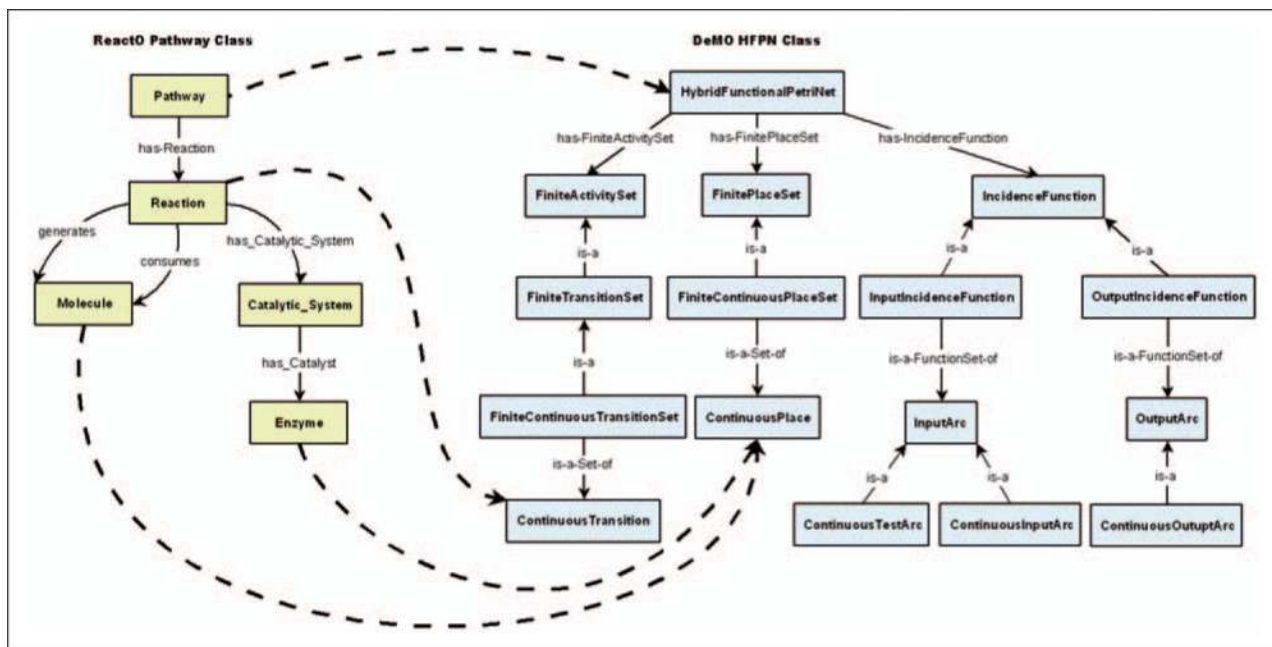 ReactO Pathway Class
DeMO HFPN Class
Pathway
HybridFunctionalPetriNet
has-Reaction
has-FiniteActivitySet
has-FinitePlaceSet
has-IncidenceFunction
Reaction
FiniteActivitySet
FinitePlaceSet
IncidenceFunction
generates
consumes
has_Catalytic_System
is-a
is-a
is-a
is-a
Molecule
Catalytic_System
FiniteTransitionSet
FiniteContinuousPlaceSet
InputIncidenceFunction
OutputIncidenceFunction
has_Catalyst
is-a
is-a-Set-of
is-a-FunctionSet-of
is-a-FunctionSet-of
Enzyme
FiniteContinuousTransitionSet
ContinuousPlace
InputArc
OutputArc
is-a-Set-of
is-a
is-a
is-a
ContinuousTransition
ContinuousTestArc
ContinuousInputArc
ContinuousOutuptArc